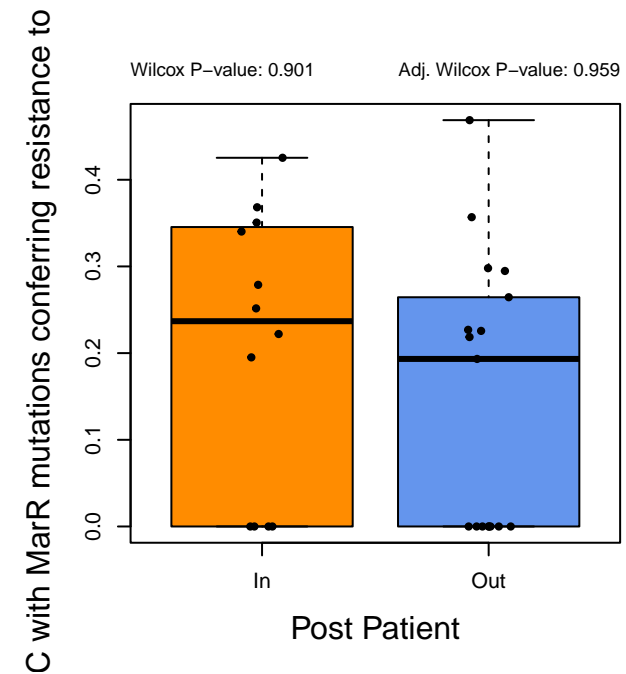 Wilcox P−value: 0.901
Adj. Wilcox P−value: 0.959
C with MarR mutations conferring resistance to
0.4
0.3
0.2
0.1
0.0
In
Out
Post Patient